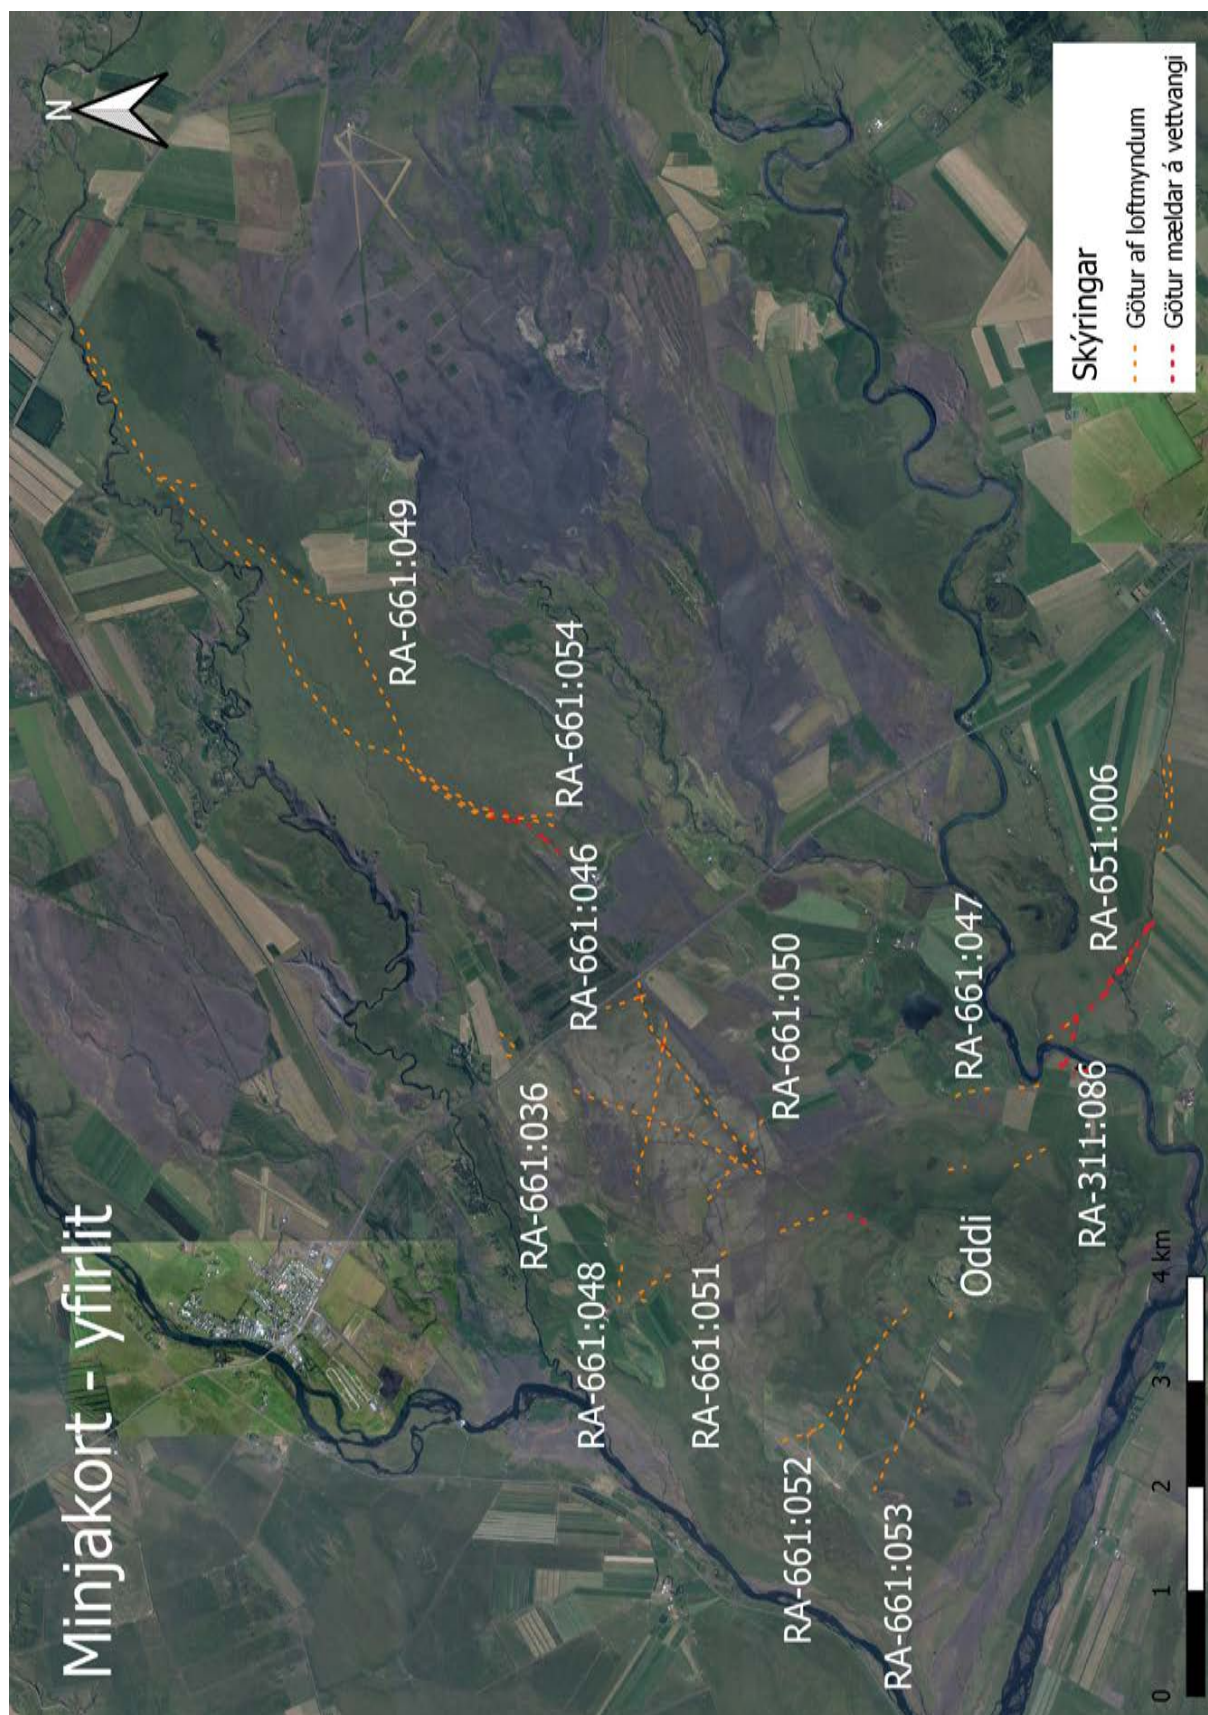 Minjakort - yfirlit
N
RA-661:049
RA-661:054
RA-661:046
RA-661:036
RA-661:048
RA-661:050
RA-661:051
RA-661:047
RA-651:006
RA-661:052
RA-661:053
Oddi
RA-311:086
Skýringar
Götur af loftmyndum
Götur mældar á vettvangi
0 1 2 3 4 km